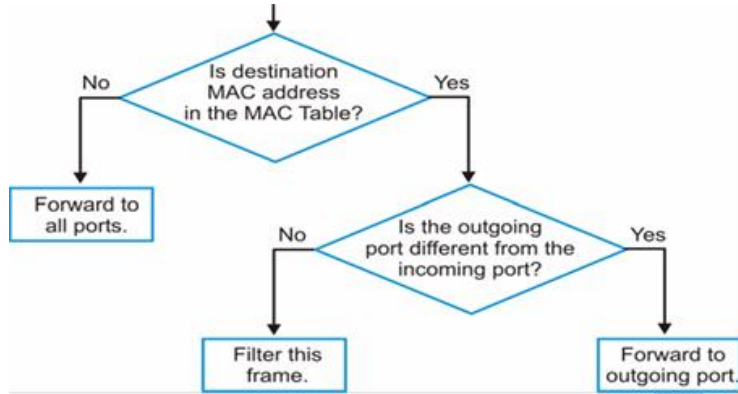 Is destination
MAC address
in the MAC Table?
No
Yes
Forward to
all ports.
Is the outgoing
port different from the
incoming port?
No
Yes
Filter this
frame.
Forward to
outgoing port.